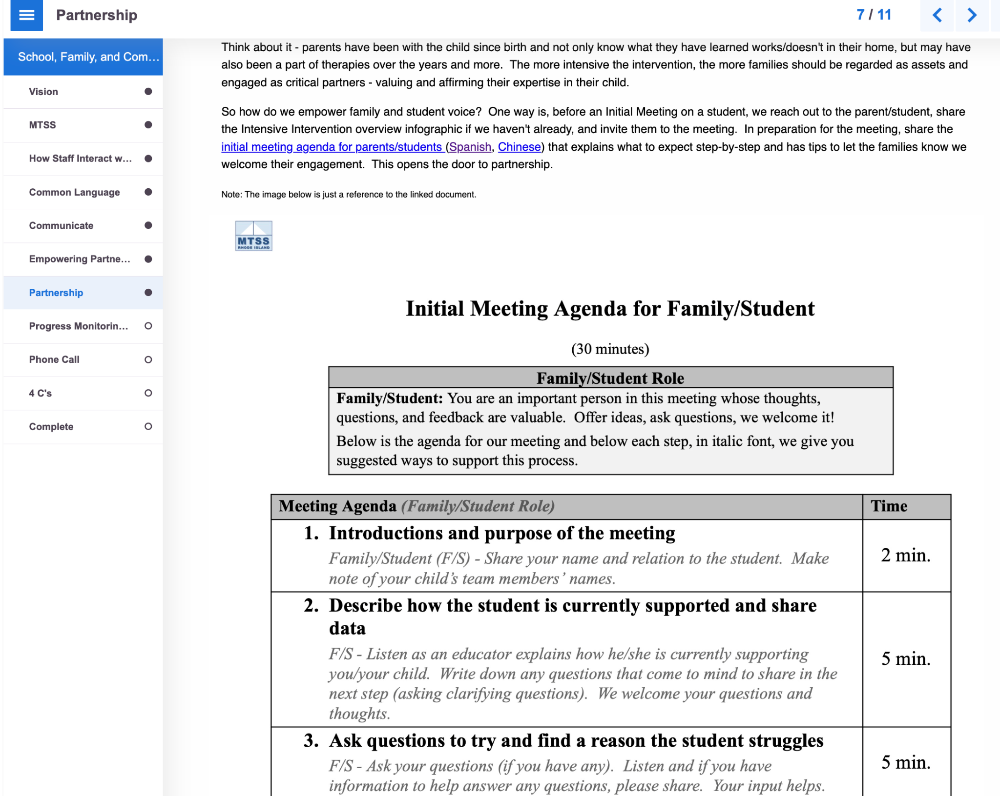 Partnership
7 / 11
School, Family, and Com...
Vision
MTSS
How Staff Interact w...
Common Language
Communicate
Empowering Partne...
Partnership
Progress Monitorin...
Phone Call
4 C's
Complete
Think about it - parents have been with the child since birth and not only know what they have learned works/doesn't in their home, but may have
also been a part of therapies over the years and more.  The more intensive the intervention, the more families should be regarded as assets and
engaged as critical partners - valuing and affirming their expertise in their child.
So how do we empower family and student voice?  One way is, before an Initial Meeting on a student, we reach out to the parent/student, share
the Intensive Intervention overview infographic if we haven't already, and invite them to the meeting.  In preparation for the meeting, share the
initial meeting agenda for parents/students (Spanish, Chinese) that explains what to expect step-by-step and has tips to let the families know we
welcome their engagement.  This opens the door to partnership.
Note: The image below is just a reference to the linked document.
MTSS
RHODE ISLAND
Initial Meeting Agenda for Family/Student
(30 minutes)
Family/Student Role
Family/Student: You are an important person in this meeting whose thoughts,
questions, and feedback are valuable.  Offer ideas, ask questions, we welcome it!
Below is the agenda for our meeting and below each step, in italic font, we give you
suggested ways to support this process.
Meeting Agenda (Family/Student Role)
Time
1. Introductions and purpose of the meeting
Family/Student (F/S) - Share your name and relation to the student.  Make
note of your child’s team members’ names.
2 min.
2. Describe how the student is currently supported and share
data
F/S - Listen as an educator explains how he/she is currently supporting
you/your child.  Write down any questions that come to mind to share in the
next step (asking clarifying questions).  We welcome your questions and
thoughts.
5 min.
3. Ask questions to try and find a reason the student struggles
F/S - Ask your questions (if you have any).  Listen and if you have
information to help answer any questions, please share.  Your input helps.
5 min.